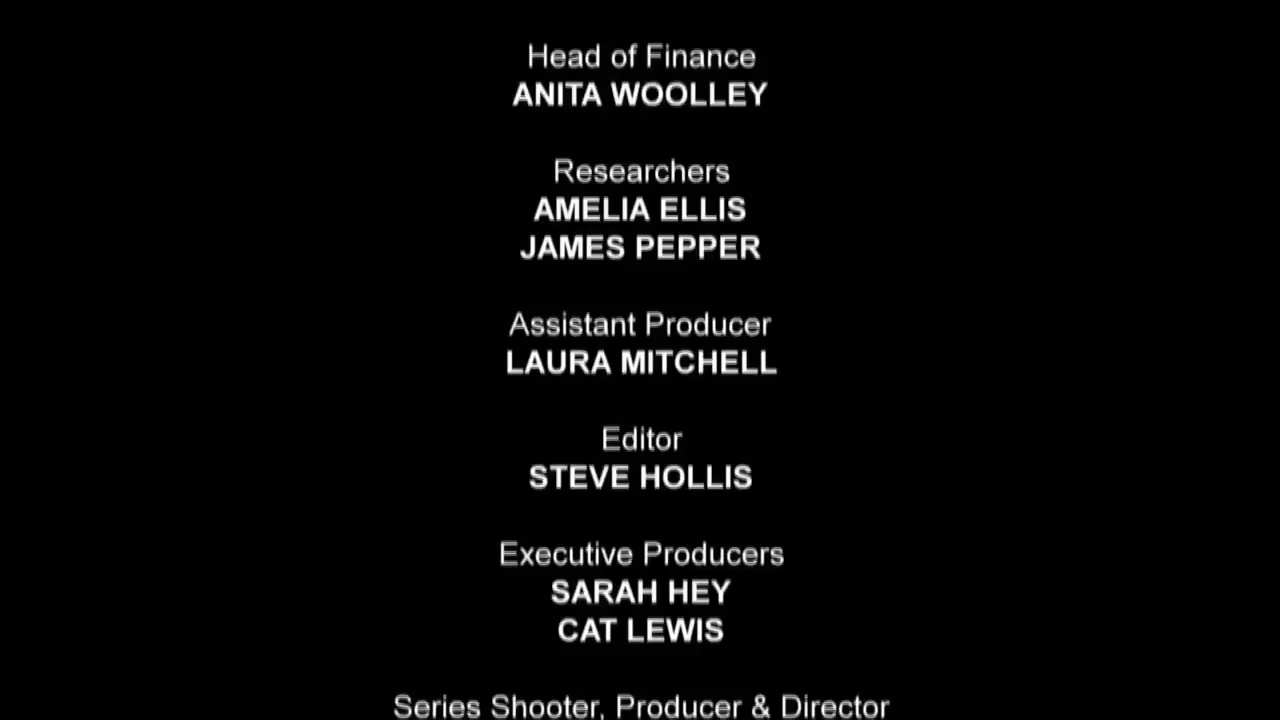 Head of Finance
ANITA WOOLLEY
Researchers
AMELIA ELLIS
JAMES PEPPER
Assistant Producer
LAURA MITCHELL
Editor
STEVE HOLLIS
Executive Producers
SARAH HEY
CAT LEWIS
Series Shooter, Producer & Director